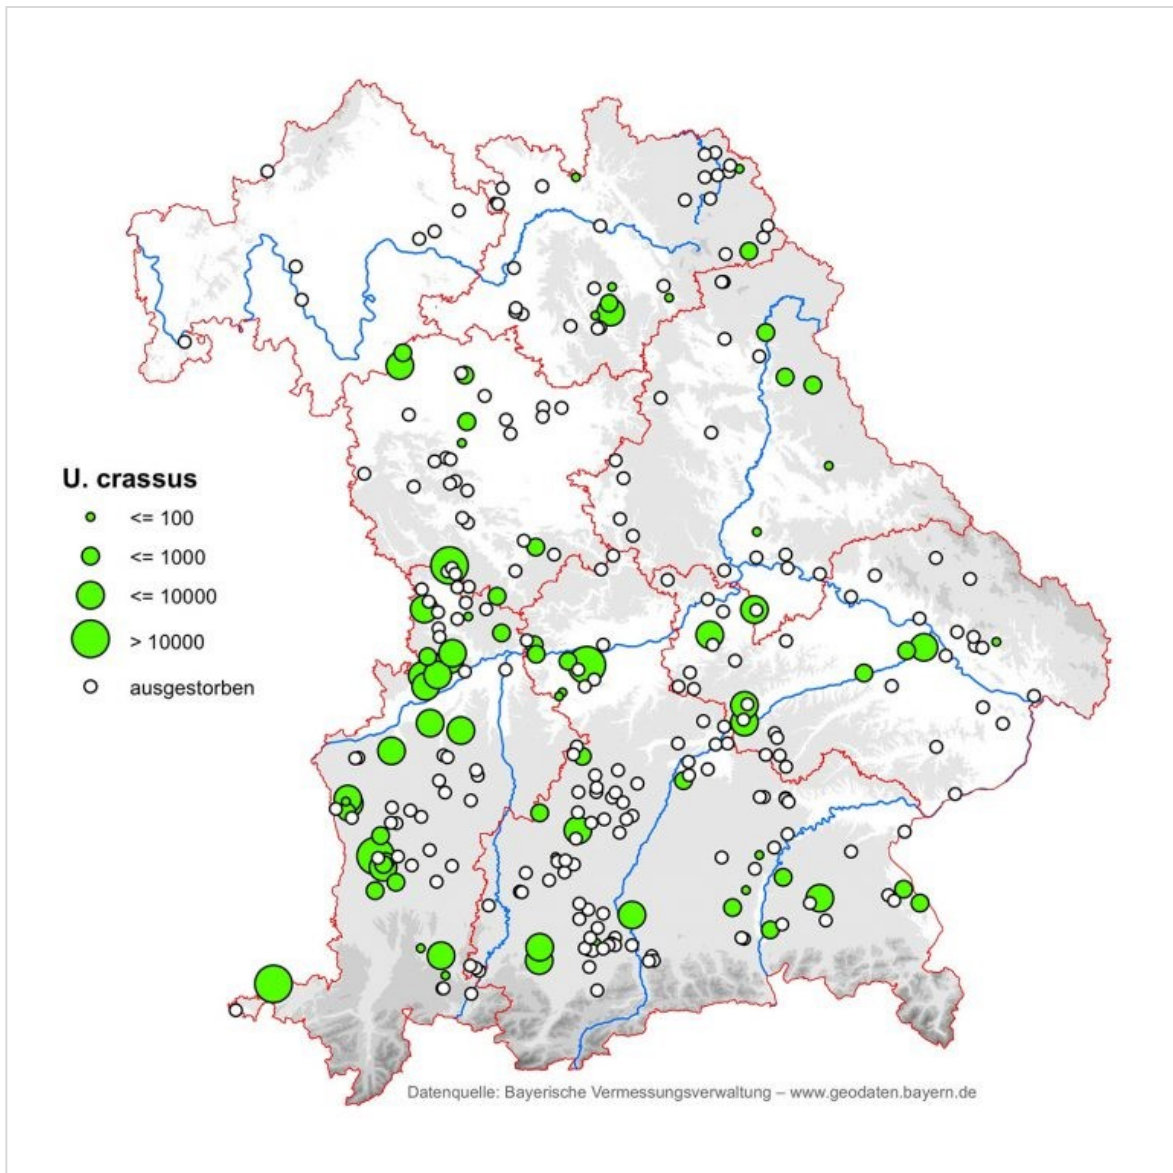 U. crassus
<= 100
<= 1000
<= 10000
> 10000
ausgestorben
Datenquelle: Bayerische Vermessungsverwaltung – www.geodaten.bayern.de